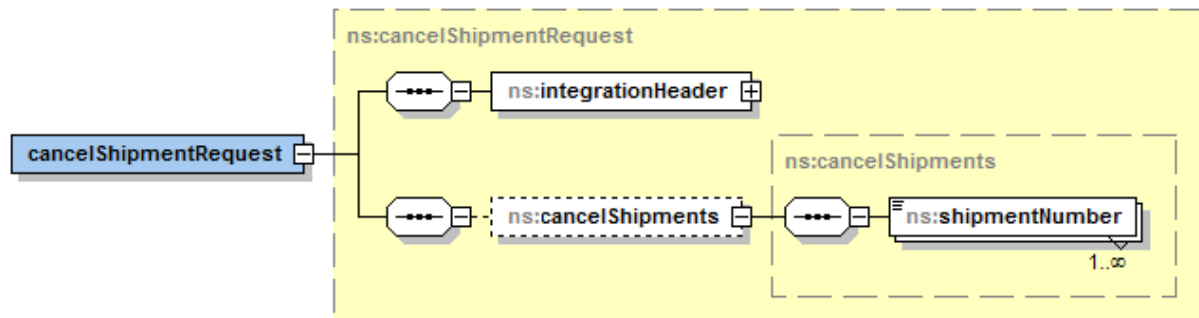 ns:cancelShipmentRequest
ns:integrationHeader
cancelShipmentRequest
ns:cancelShipments
ns:cancelShipments
ns:shipmentNumber
1..∞